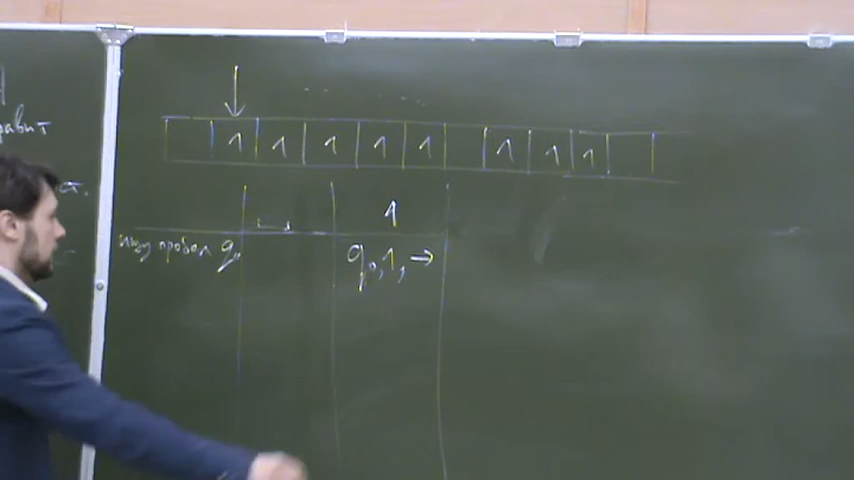 1 1 1 1 1 1 1 1
␣ 1
ищу пробел q₀ q₀, 1, →